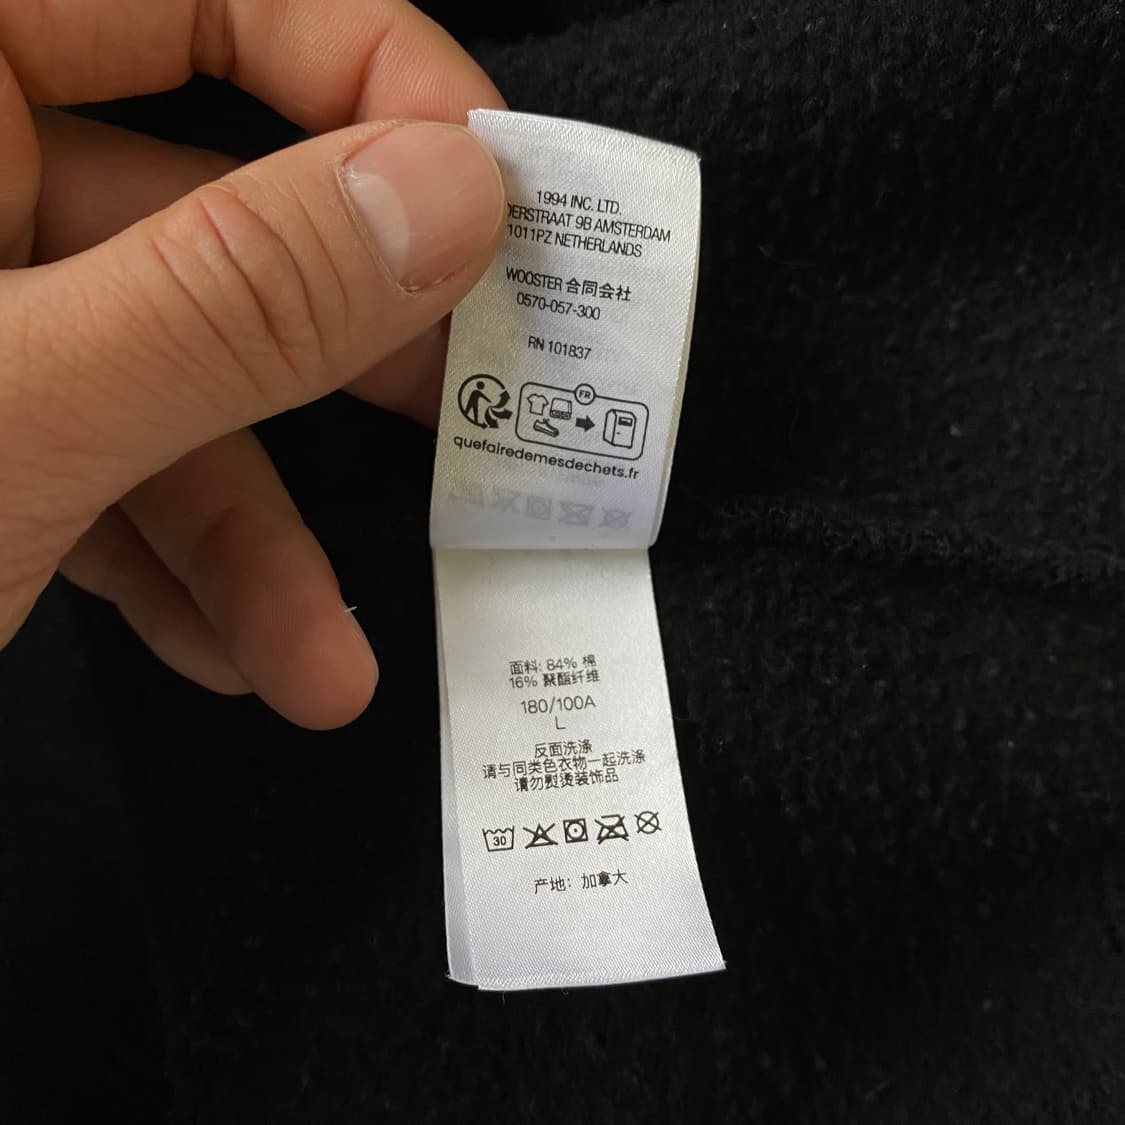 1994 INC. LTD.
DERSTRAAT 9B AMSTERDAM
1011PZ NETHERLANDS
WOOSTER 合同会社
0570-057-300
RN 101837
FR
quefairedemesdechets.fr
面料: 84% 棉
16% 聚酯纤维
180/100A
L
反面洗涤
请与同类色衣物一起洗涤
请勿熨烫装饰品
30
产地: 加拿大